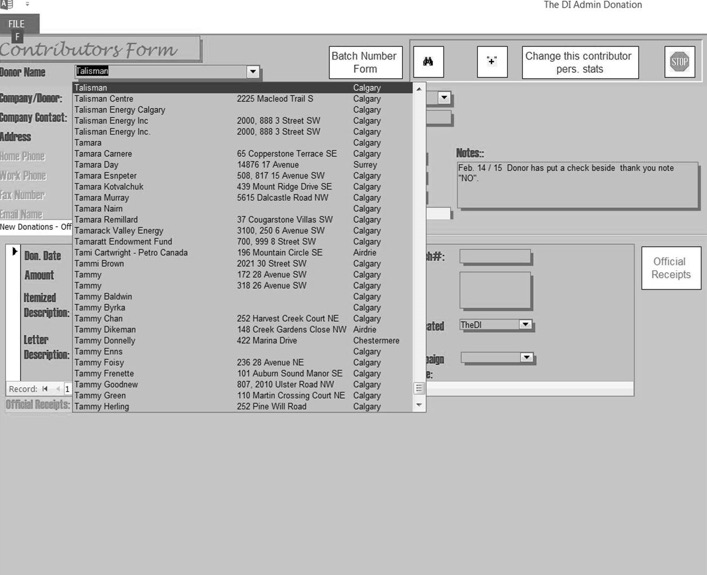 The DI Admin Donation
FILE
F
Contributors Form
Donor Name
Talisman
Batch Number Form
Change this contributor pers. stats
STOP
Talisman Calgary
Talisman Centre 2225 Macleod Trail S Calgary
Talisman Energy Calgary Calgary
Talisman Energy Inc 2000, 888 3 Street SW Calgary
Talisman Energy Inc. 2000, 888 3 Street SW Calgary
Tamara Calgary
Tamara Carnere 65 Copperstone Terrace SE Calgary
Tamara Day 14876 17 Avenue Surrey
Tamara Esnpeter 508, 817 15 Avenue SW Calgary
Tamara Kotvalchuk 439 Mount Ridge Drive SE Calgary
Tamara Murray 5615 Dalcastle Road NW Calgary
Tamara Nairn Calgary
Tamara Remillard 37 Cougarstone Villas SW Calgary
Tamarack Valley Energy 3100, 250 6 Avenue SW Calgary
Tamaratt Endowment Fund 700, 999 8 Street SW Calgary
Tami Cartwright - Petro Canada 196 Mountain Circle SE Airdrie
Tammi Brown 2021 30 Street SW Calgary
Tammy 172 28 Avenue SW Calgary
Tammy 318 26 Avenue SW Calgary
Tammy Baldwin Calgary
Tammy Byrka Calgary
Tammy Chan 252 Harvest Creek Court NE Calgary
Tammy Dikeman 148 Creek Gardens Close NW Airdrie
Tammy Donnelly 422 Marina Drive Chestermere
Tammy Enns Calgary
Tammy Foisy 236 28 Avenue NE Calgary
Tammy Frenette 101 Auburn Sound Manor SE Calgary
Tammy Goodnew 807, 2010 Ulster Road NW Calgary
Tammy Green 110 Martin Crossing Court NE Calgary
Tammy Herling 252 Pine Will Road Calgary
Company/Donor:
Company Contact:
Address
Home Phone
Work Phone
Fax Number
Email Name
Notes::
Feb. 14 / 15 Donor has put a check beside thank you note
"NO".
New Donations - Off
Don. Date
Amount
Itemized
Description:
Letter
Description:
ch#:
ated TheDI
paign
e:
Official
Receipts
Record: 1
Official Receipts: